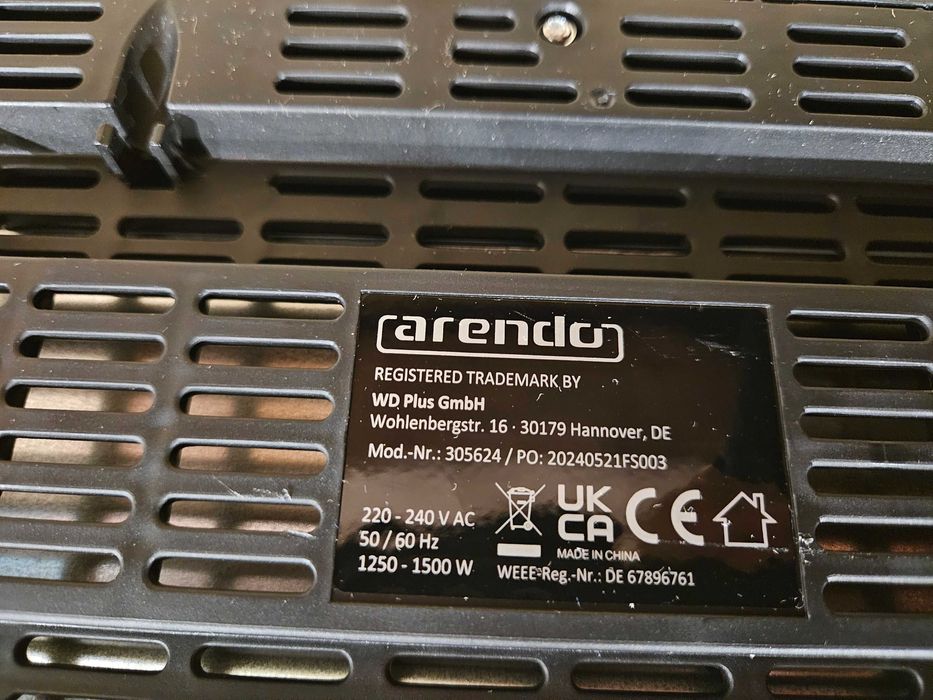 arendo
REGISTERED TRADEMARK BY
WD Plus GmbH
Wohlenbergstr. 16 · 30179 Hannover, DE
Mod.-Nr.: 305624 / PO: 20240521FS003
220 - 240 V AC
50 / 60 Hz
1250 - 1500 W
UK
CA
CE
MADE IN CHINA
WEEE-Reg.-Nr.: DE 67896761